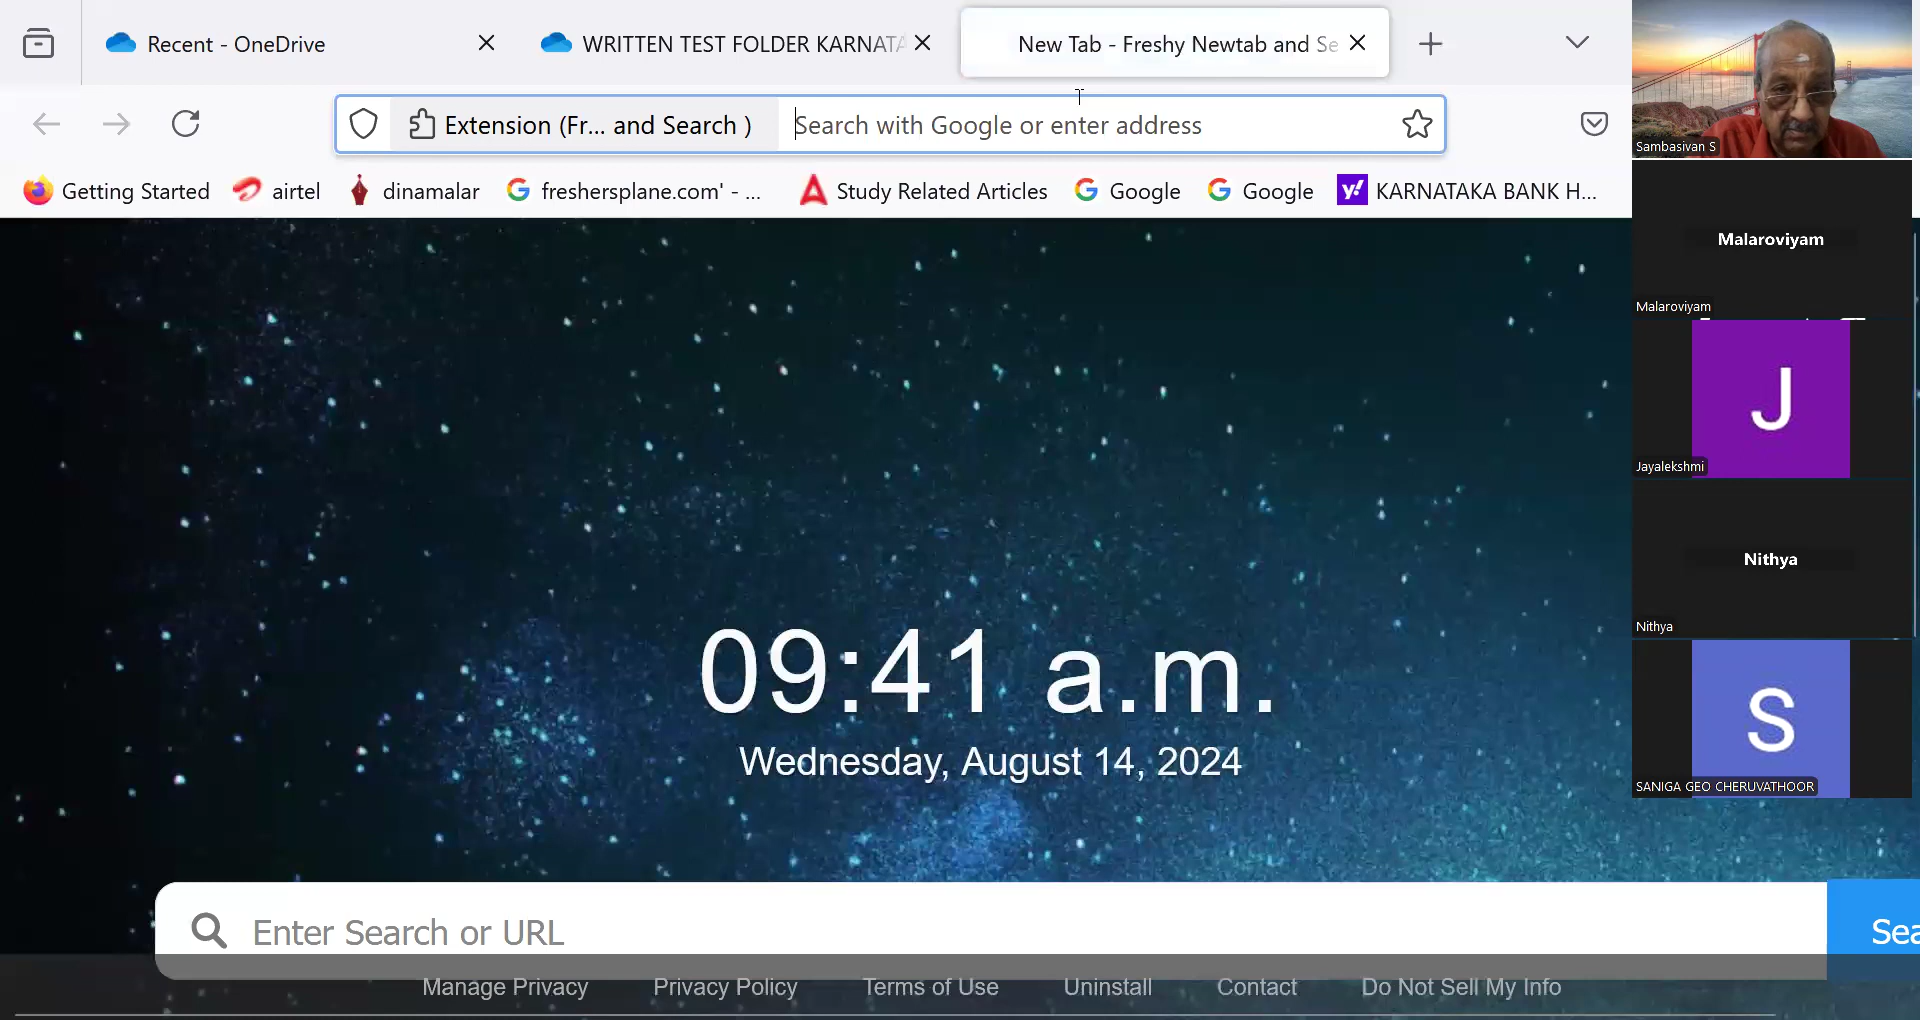 Recent - OneDrive
WRITTEN TEST FOLDER KARNATA
New Tab - Freshy Newtab and Se
Extension (Fr... and Search )
Search with Google or enter address
Getting Started
airtel
dinamalar
freshersplane.com' - ...
Study Related Articles
Google
Google
y!
KARNATAKA BANK H...
09:41 a.m.
Wednesday, August 14, 2024
Enter Search or URL
Sea
Manage Privacy
Privacy Policy
Terms of Use
Uninstall
Contact
Do Not Sell My Info
Sambasivan S
Malaroviyam
Malaroviyam
J
Jayalekshmi
Nithya
Nithya
S
SANIGA GEO CHERUVATHOOR